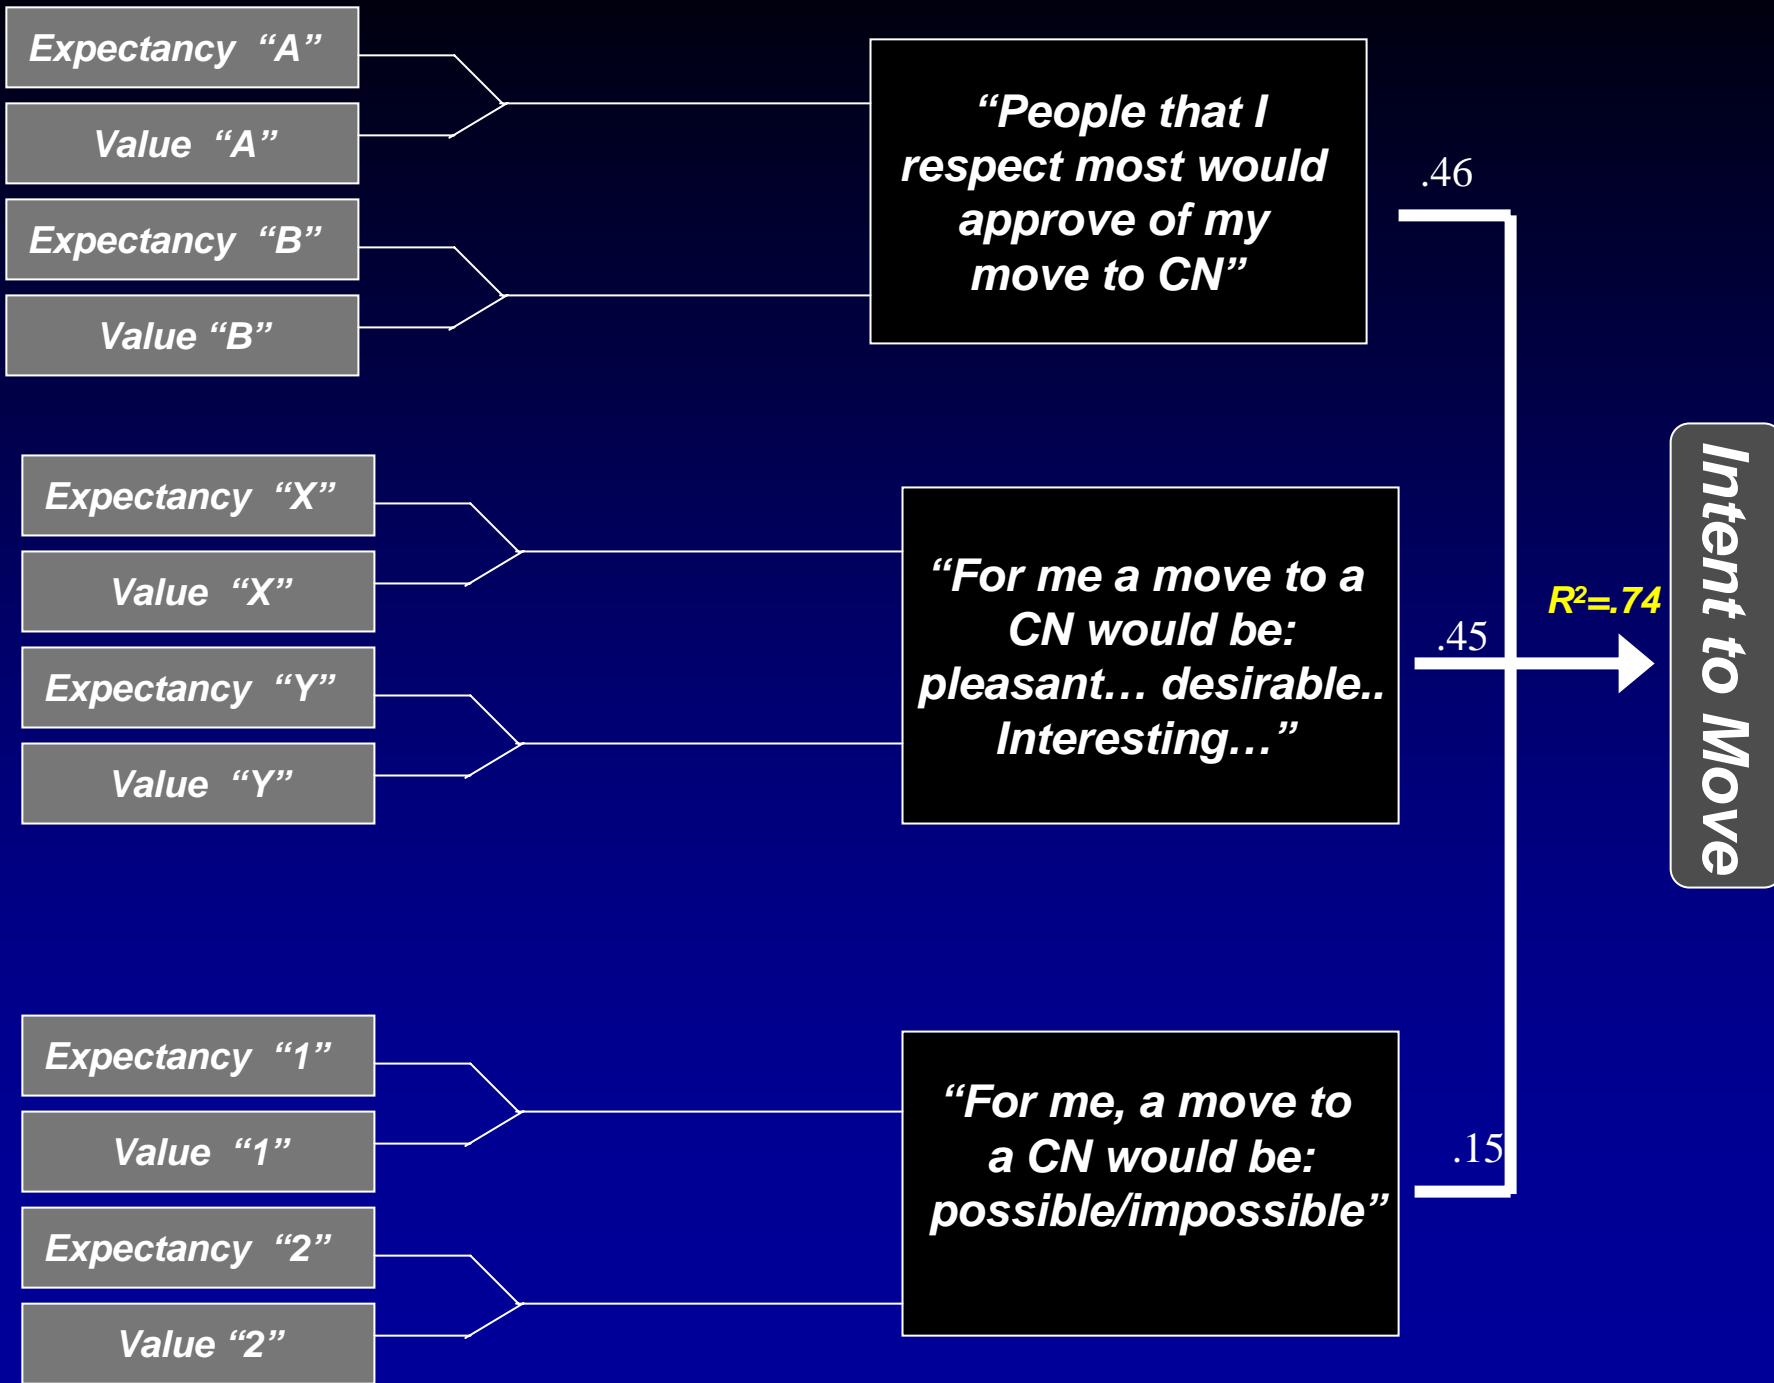 Expectancy “A”
Value “A”
Expectancy “B”
Value “B”
“People that I
respect most would
approve of my
move to CN”
.46
Expectancy “X”
Value “X”
Expectancy “Y”
Value “Y”
“For me a move to a
CN would be:
pleasant… desirable..
Interesting…”
.45
R²=.74
Intent to Move
Expectancy “1”
Value “1”
Expectancy “2”
Value “2”
“For me, a move to
a CN would be:
possible/impossible”
.15